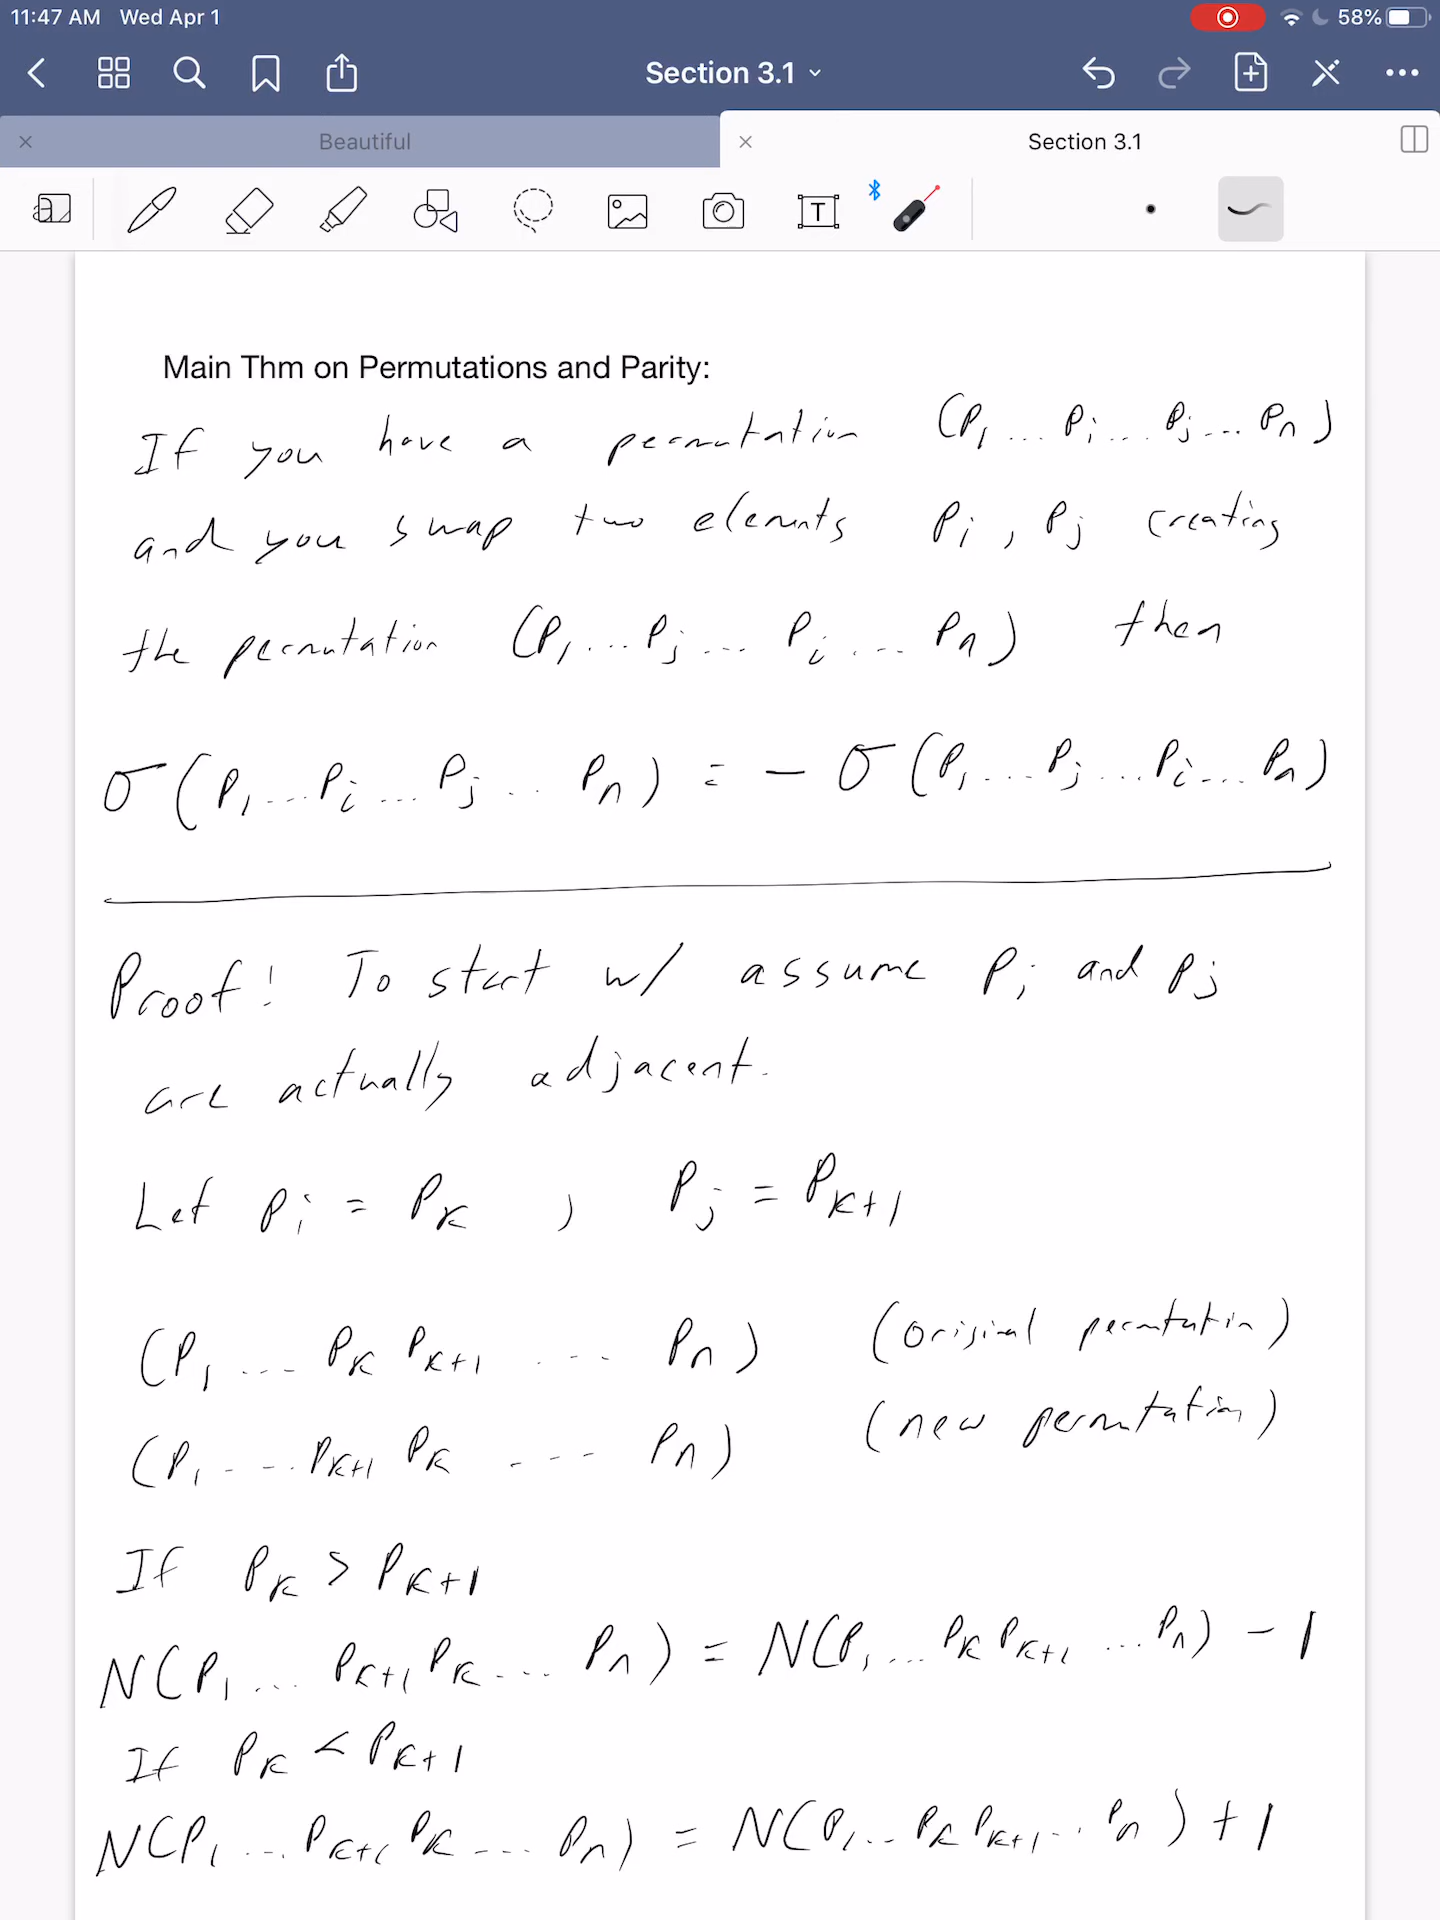 11:47 AM Wed Apr 1 58%
Section 3.1
Beautiful
Section 3.1
Main Thm on Permutations and Parity:
If you have a permutation (P₁ ... Pᵢ ... Pⱼ ... Pₙ)
and you swap two elements Pᵢ, Pⱼ creating
the permutation (P₁ ... Pⱼ ... Pᵢ ... Pₙ) then
σ(P₁ ... Pᵢ ... Pⱼ ... Pₙ) = - σ(P₁ ... Pⱼ ... Pᵢ ... Pₙ)
Proof: To start w/ assume Pᵢ and Pⱼ
are actually adjacent.
Let Pᵢ = Pₖ , Pⱼ = Pₖ₊₁
(P₁ ... Pₖ Pₖ₊₁ ... Pₙ) (original permutation)
(P₁ ... Pₖ₊₁ Pₖ ... Pₙ) (new permutation)
If Pₖ > Pₖ₊₁
N(P₁ ... Pₖ₊₁ Pₖ ... Pₙ) = N(P₁ ... Pₖ Pₖ₊₁ ... Pₙ) - 1
If Pₖ < Pₖ₊₁
N(P₁ ... Pₖ₊₁ Pₖ ... Pₙ) = N(P₁ ... Pₖ Pₖ₊₁ ... Pₙ) + 1